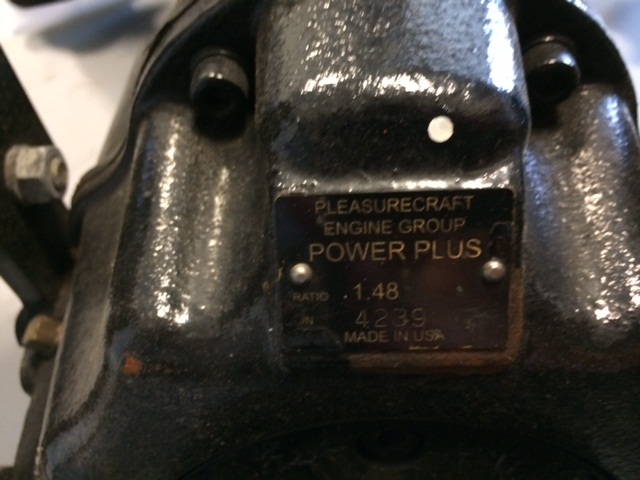 PLEASURECRAFT
ENGINE GROUP
POWER PLUS
RATIO 1.48
4239
MADE IN USA